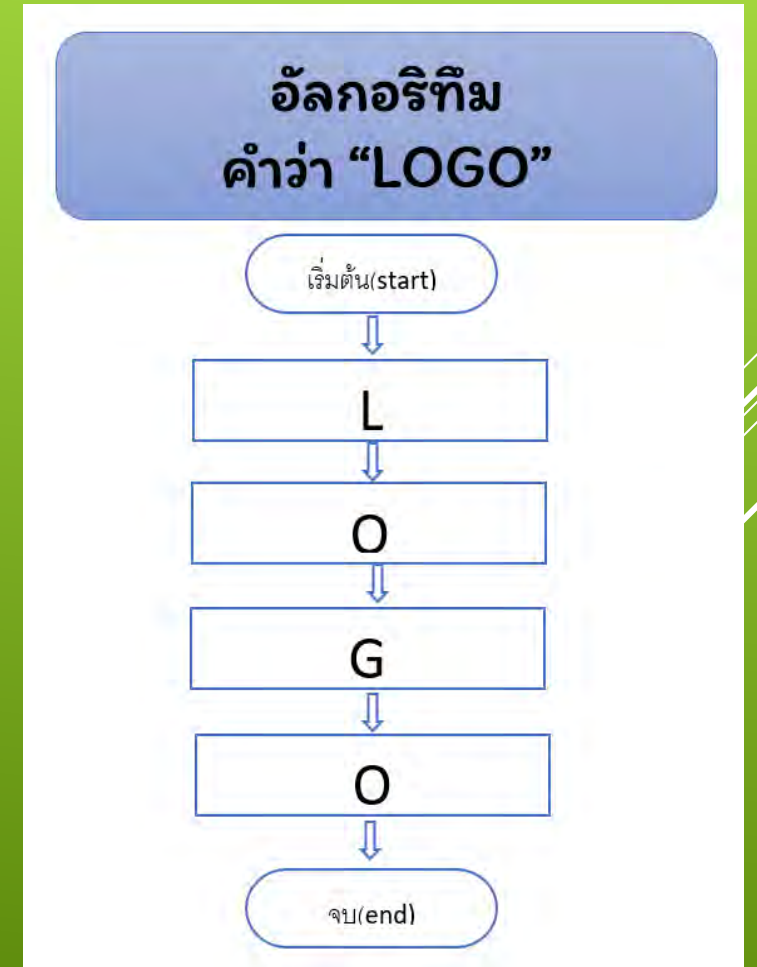 อัลกอริทึม
คำว่า “LOGO”
เริ่มต้น(start)
L
O
G
O
จบ(end)